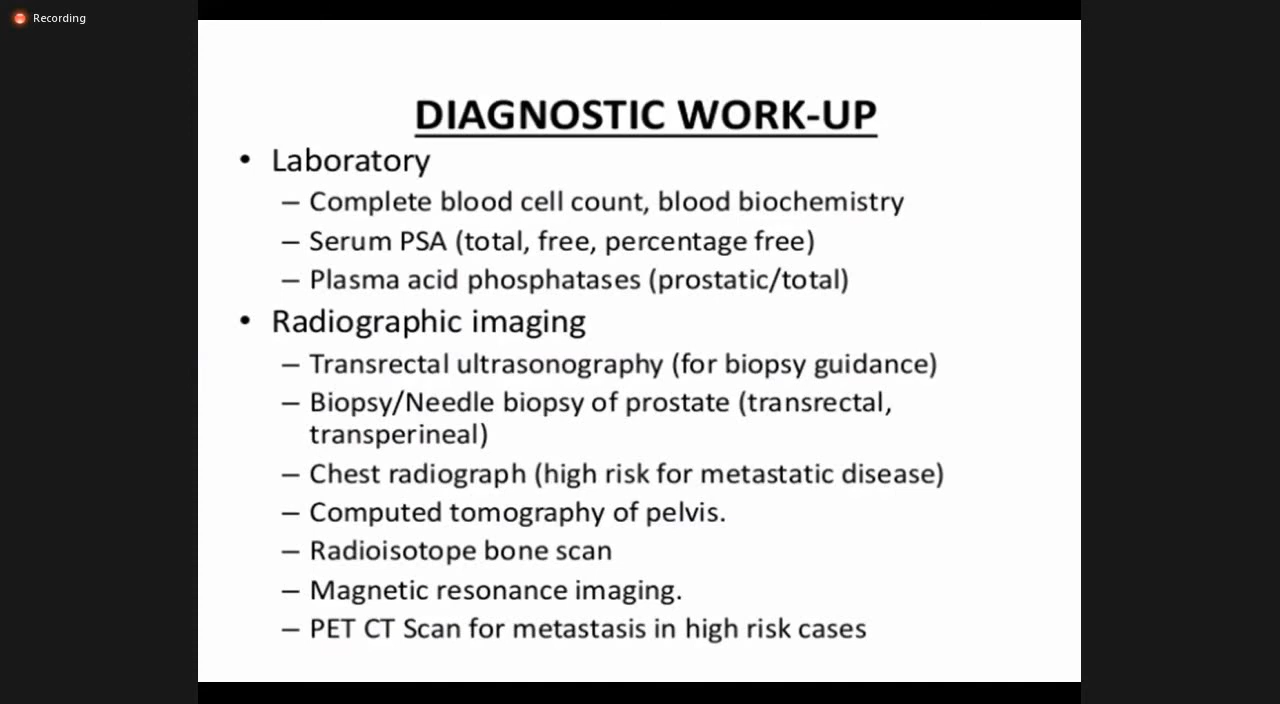 Recording
DIAGNOSTIC WORK-UP
• Laboratory
– Complete blood cell count, blood biochemistry
– Serum PSA (total, free, percentage free)
– Plasma acid phosphatases (prostatic/total)
• Radiographic imaging
– Transrectal ultrasonography (for biopsy guidance)
– Biopsy/Needle biopsy of prostate (transrectal,
transperineal)
– Chest radiograph (high risk for metastatic disease)
– Computed tomography of pelvis.
– Radioisotope bone scan
– Magnetic resonance imaging.
– PET CT Scan for metastasis in high risk cases